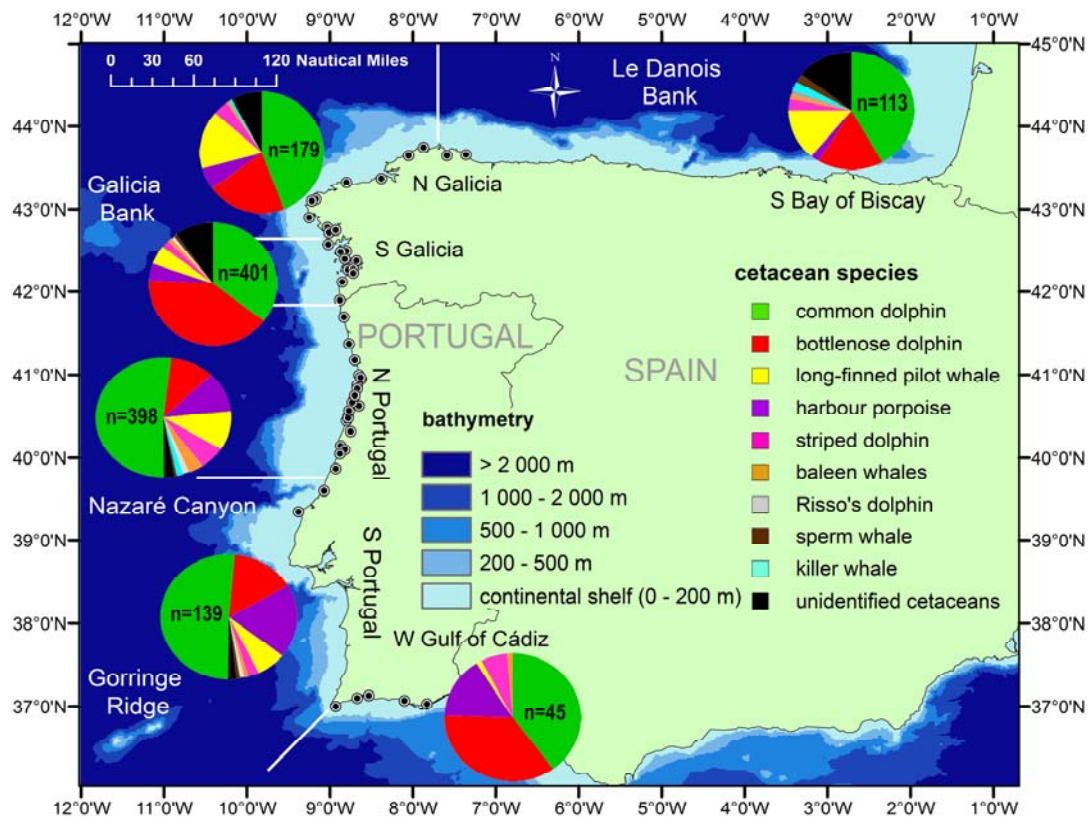 12°0'W 11°0'W 10°0'W 9°0'W 8°0'W 7°0'W 6°0'W 5°0'W 4°0'W 3°0'W 2°0'W 1°0'W
0 30 60 120 Nautical Miles
N
Le Danois
Bank
n=113
n=179
N Galicia
S Bay of Biscay
Galicia
Bank
S Galicia
n=401
PORTUGAL
SPAIN
N Portugal
n=398
Nazaré Canyon
S Portugal
n=139
W Gulf of Cádiz
n=45
Gorringe
Ridge
cetacean species
common dolphin
bottlenose dolphin
long-finned pilot whale
harbour porpoise
striped dolphin
baleen whales
Risso's dolphin
sperm whale
killer whale
unidentified cetaceans
bathymetry
> 2 000 m
1 000 - 2 000 m
500 - 1 000 m
200 - 500 m
continental shelf (0 - 200 m)
44°0'N
43°0'N
42°0'N
41°0'N
40°0'N
39°0'N
38°0'N
37°0'N
45°0'N
44°0'N
43°0'N
42°0'N
41°0'N
40°0'N
39°0'N
38°0'N
37°0'N
12°0'W 11°0'W 10°0'W 9°0'W 8°0'W 7°0'W 6°0'W 5°0'W 4°0'W 3°0'W 2°0'W 1°0'W